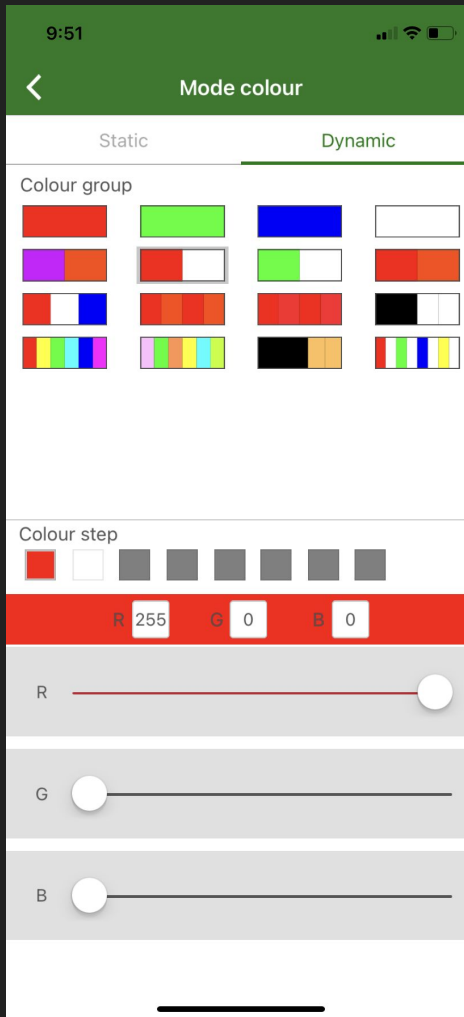 9:51
Mode colour
Static Dynamic
Colour group
Colour step
R 255 G 0 B 0
R
G
B